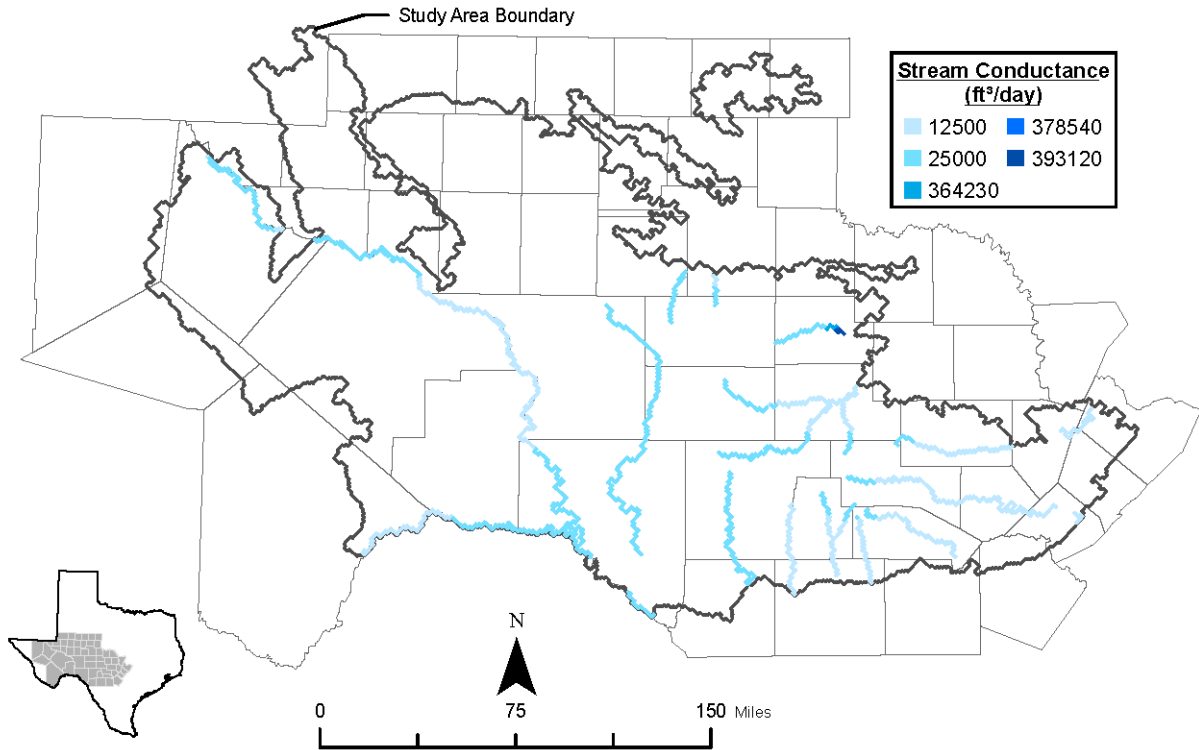 Study Area Boundary
Stream Conductance
(ft³/day)
12500 378540
25000 393120
364230
N
0 75 150 Miles